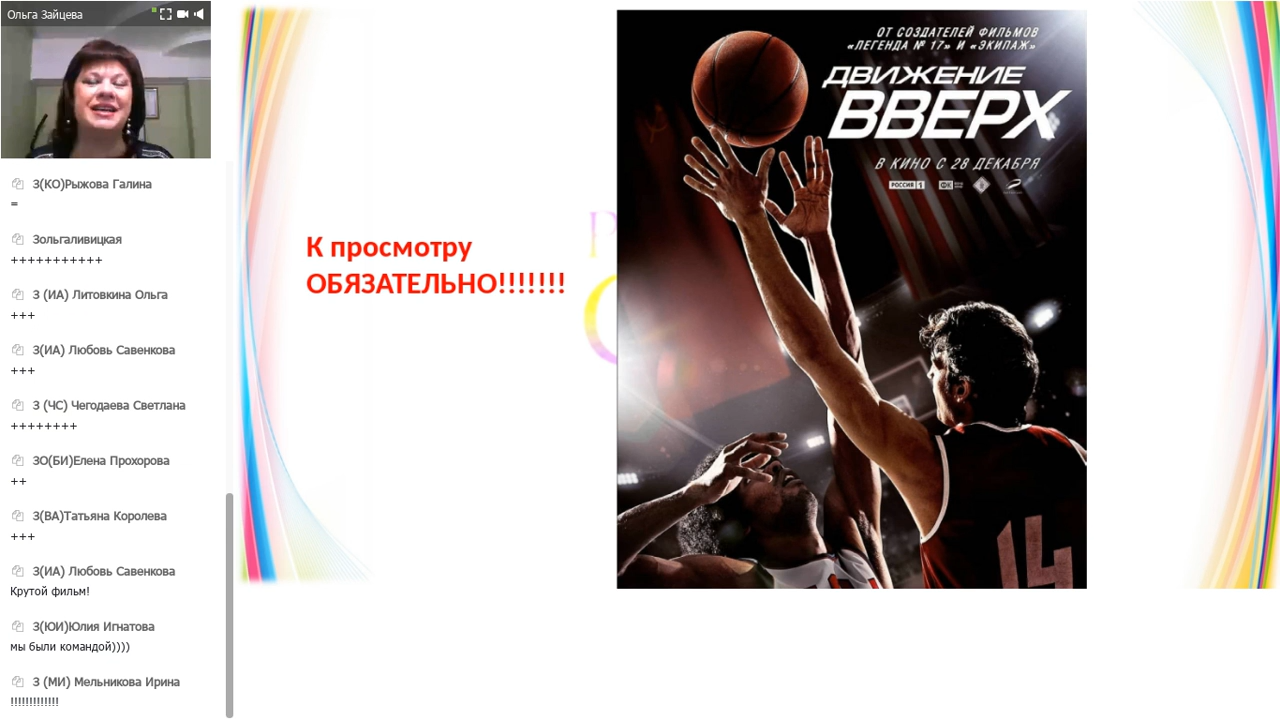 Ольга Зайцева
З(КО)Рыжова Галина
=
Зольгаливицкая
+++++++++++
З (ИА) Литовкина Ольга
+++
З(ИА) Любовь Савенкова
+++
З (ЧС) Чегодаева Светлана
++++++++
ЗО(БИ)Елена Прохорова
++
З(ВА)Татьяна Королева
+++
З(ИА) Любовь Савенкова
Крутой фильм!
З(ЮИ)Юлия Игнатова
мы были командой))))
З (МИ) Мельникова Ирина
!!!!!!!!!!!!!
К просмотру
ОБЯЗАТЕЛЬНО!!!!!!!
ОТ СОЗДАТЕЛЕЙ ФИЛЬМОВ
«ЛЕГЕНДА № 17» И «ЭКИПАЖ»
ДВИЖЕНИЕ
ВВЕРХ
В КИНО С 28 ДЕКАБРЯ
РОССИЯ 1
ФК
14